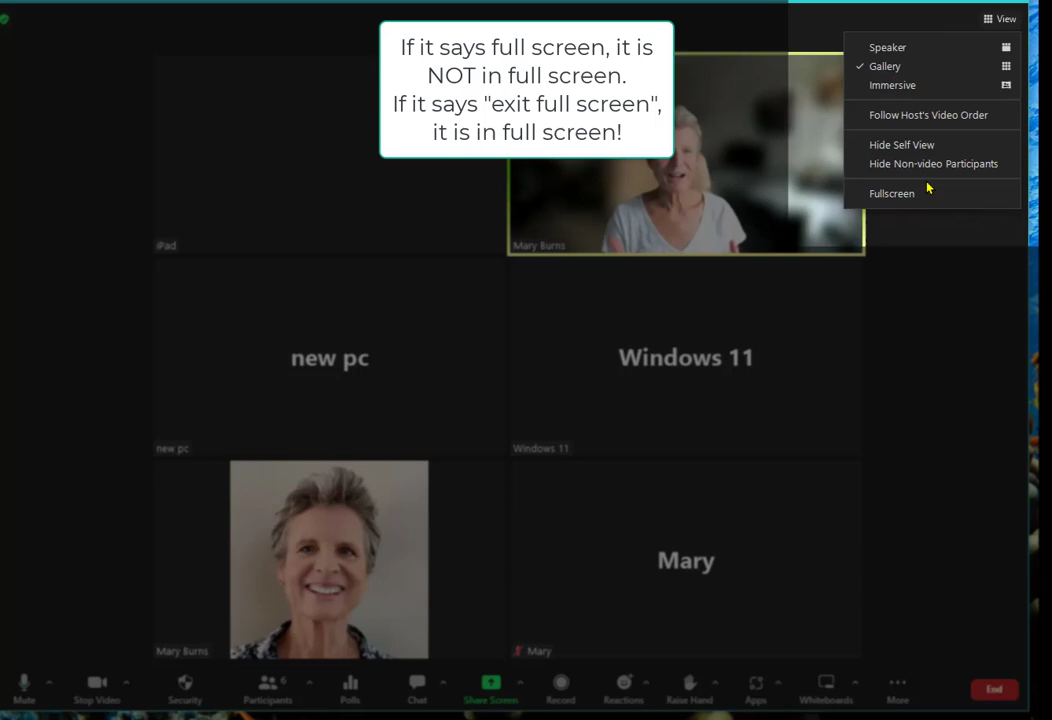 View
If it says full screen, it is
NOT in full screen.
If it says "exit full screen",
it is in full screen!
Speaker
Gallery
Immersive
Follow Host's Video Order
Hide Self View
Hide Non-video Participants
Fullscreen
iPad
Mary Burns
new pc
Windows 11
new pc
Windows 11
Mary
Mary Burns
Mary
6
Mute
Stop Video
Security
Participants
Polls
Chat
Share Screen
Record
Reactions
Raise Hand
Apps
Whiteboards
More
End